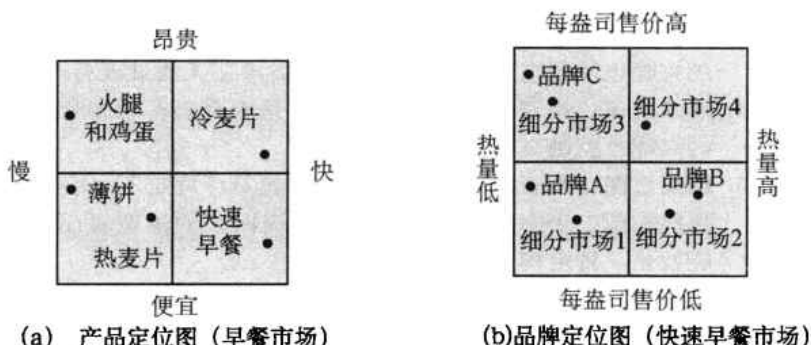 昂贵
火腿
和鸡蛋
冷麦片
慢
快
薄饼
热麦片
快速
早餐
便宜
(a) 产品定位图（早餐市场）
每盎司售价高
品牌C
细分市场3
细分市场4
热量低
热量高
品牌A
细分市场1
品牌B
细分市场2
每盎司售价低
(b)品牌定位图（快速早餐市场）